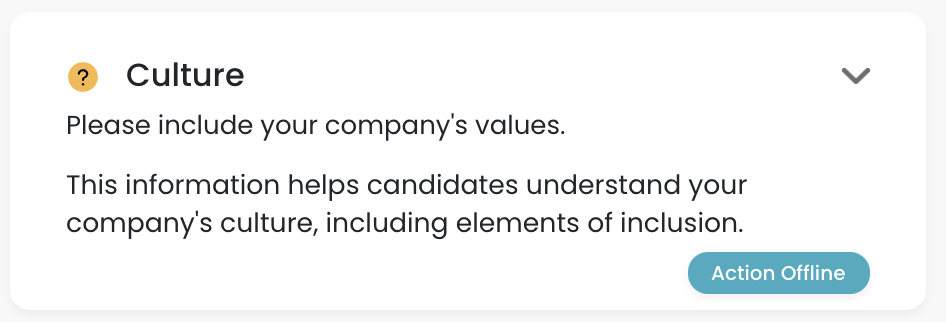 ? Culture
Please include your company's values.
This information helps candidates understand your
company's culture, including elements of inclusion.
Action Offline